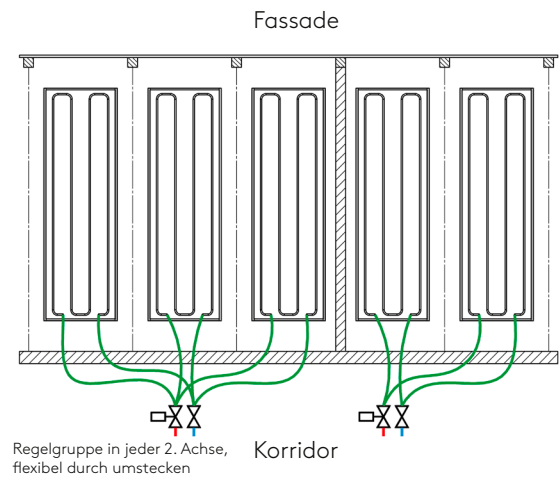 Fassade
Regelgruppe in jeder 2. Achse,
flexibel durch umstecken
Korridor